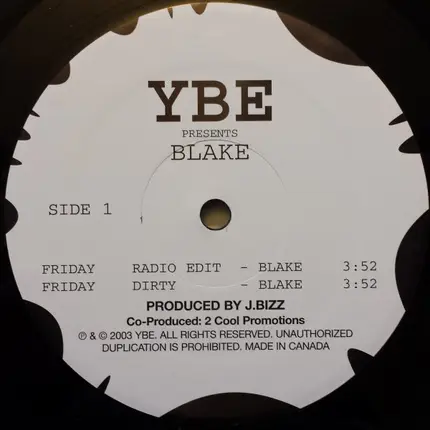 YBE
PRESENTS
BLAKE
SIDE 1
FRIDAY RADIO EDIT - BLAKE 3:52
FRIDAY DIRTY - BLAKE 3:52
PRODUCED BY J.BIZZ
Co-Produced: 2 Cool Promotions
℗ & © 2003 YBE. ALL RIGHTS RESERVED. UNAUTHORIZED
DUPLICATION IS PROHIBITED. MADE IN CANADA